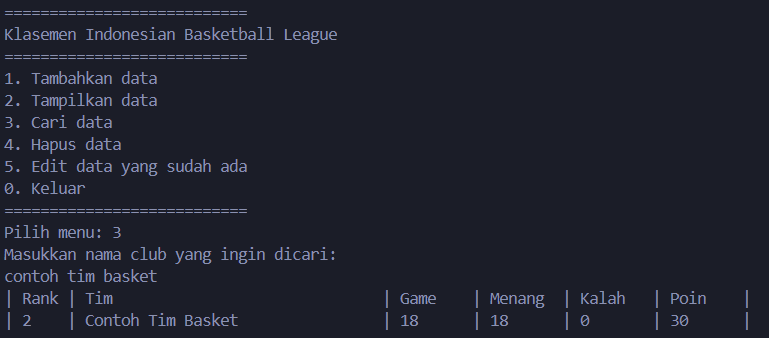 ===========================
Klasemen Indonesian Basketball League
===========================
1. Tambahkan data
2. Tampilkan data
3. Cari data
4. Hapus data
5. Edit data yang sudah ada
0. Keluar
===========================
Pilih menu: 3
Masukkan nama club yang ingin dicari:
contoh tim basket
| Rank | Tim                              | Game    | Menang  | Kalah   | Poin    |
| 2    | Contoh Tim Basket                | 18      | 18      | 0       | 30      |